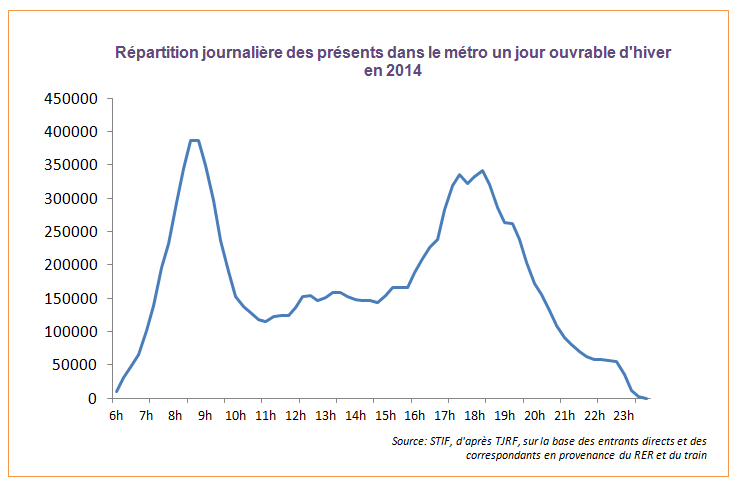 Répartition journalière des présents dans le métro un jour ouvrable d'hiver
en 2014
450000
400000
350000
300000
250000
200000
150000
100000
50000
0
6h 7h 8h 9h 10h 11h 12h 13h 14h 15h 16h 17h 18h 19h 20h 21h 22h 23h
Source: STIF, d'après TJRF, sur la base des entrants directs et des
correspondants en provenance du RER et du train